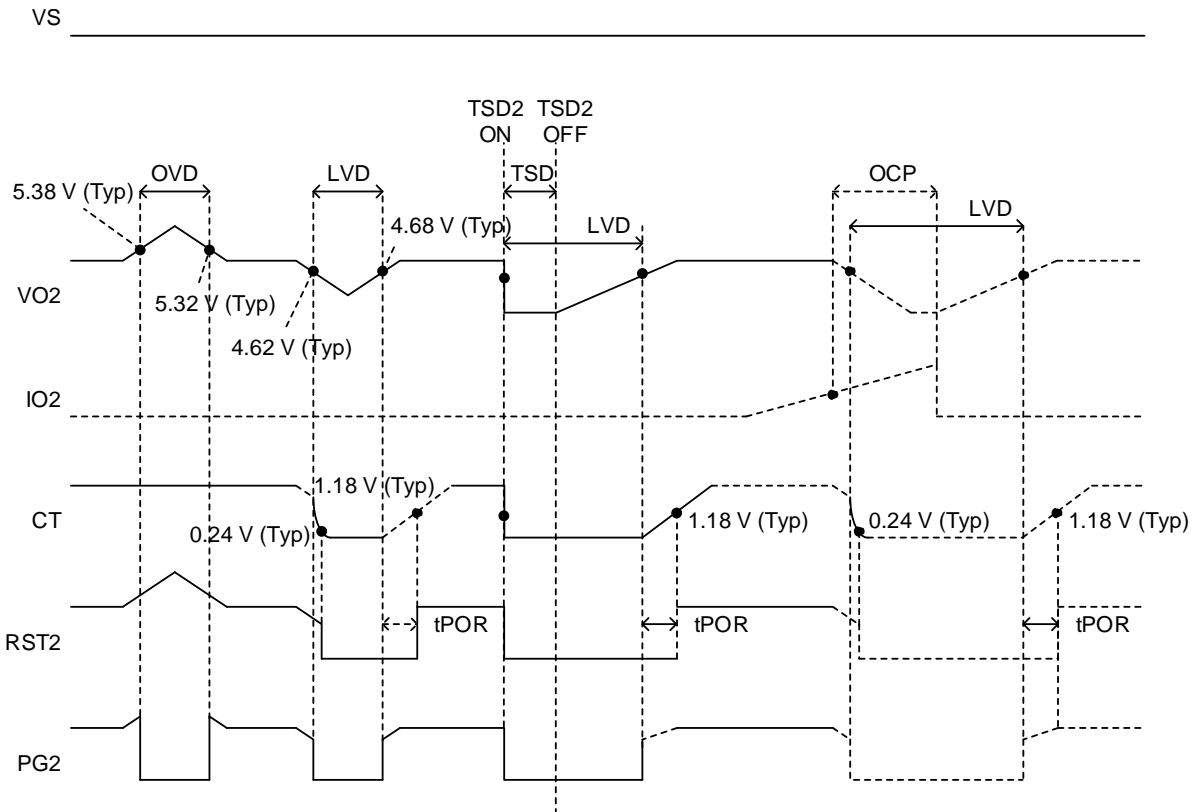 VS
TSD2 TSD2
ON OFF
OVD LVD TSD OCP
5.38 V (Typ)
4.68 V (Typ) LVD LVD
VO2
5.32 V (Typ)
4.62 V (Typ)
IO2
1.18 V (Typ)
CT
0.24 V (Typ) 1.18 V (Typ) 0.24 V (Typ) 1.18 V (Typ)
RST2
tPOR tPOR tPOR
PG2